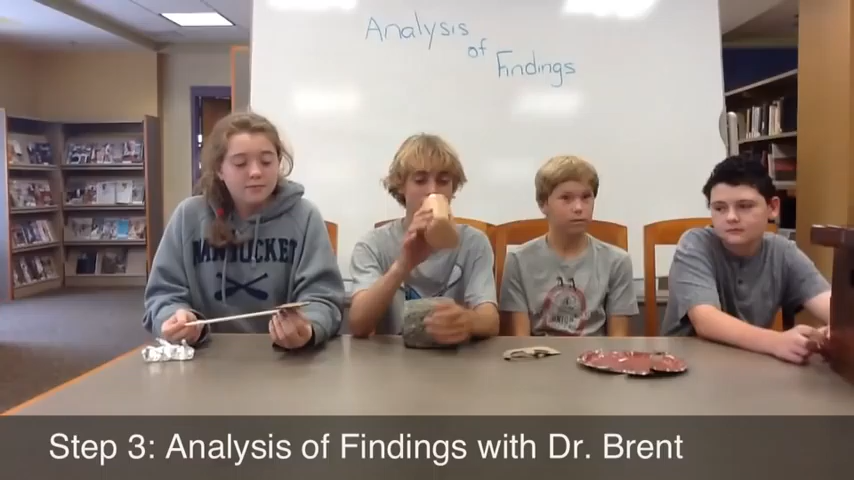 Analysis
of
Findings
NANTUCKET
Step 3: Analysis of Findings with Dr. Brent